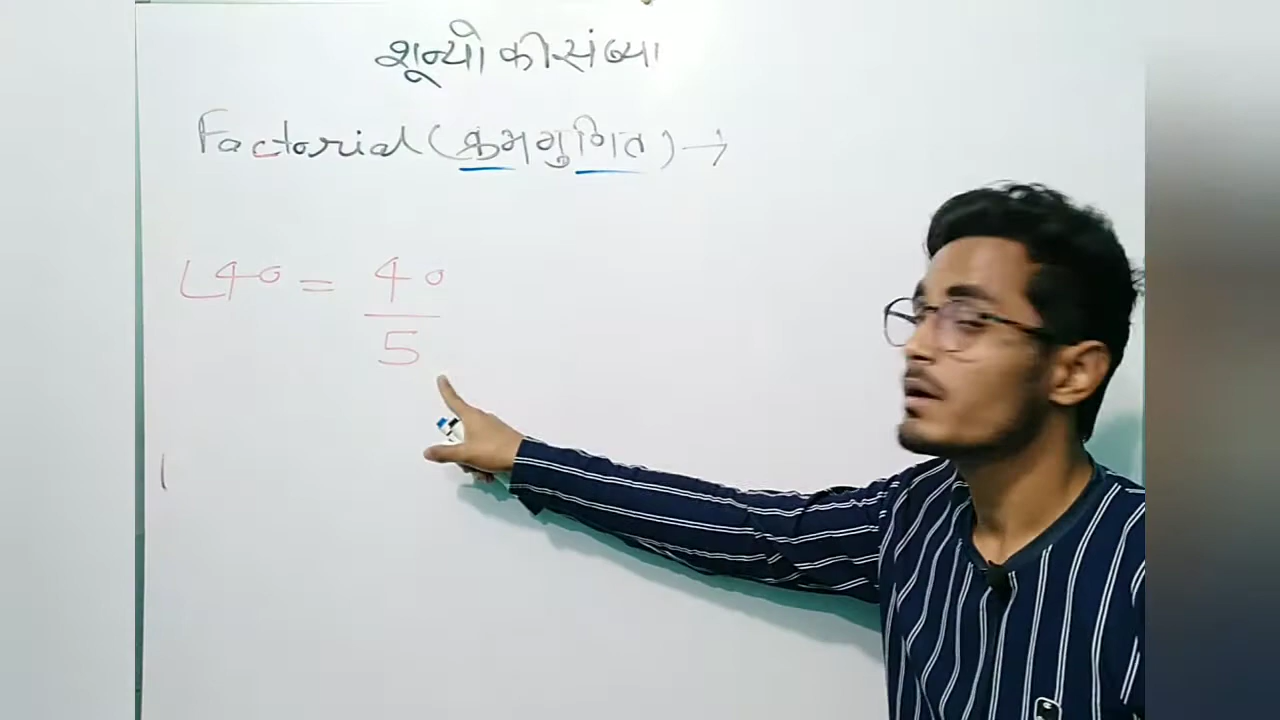 शून्यो की संख्या
Factorial (क्रमगुणित) →
∟40 = 40
5